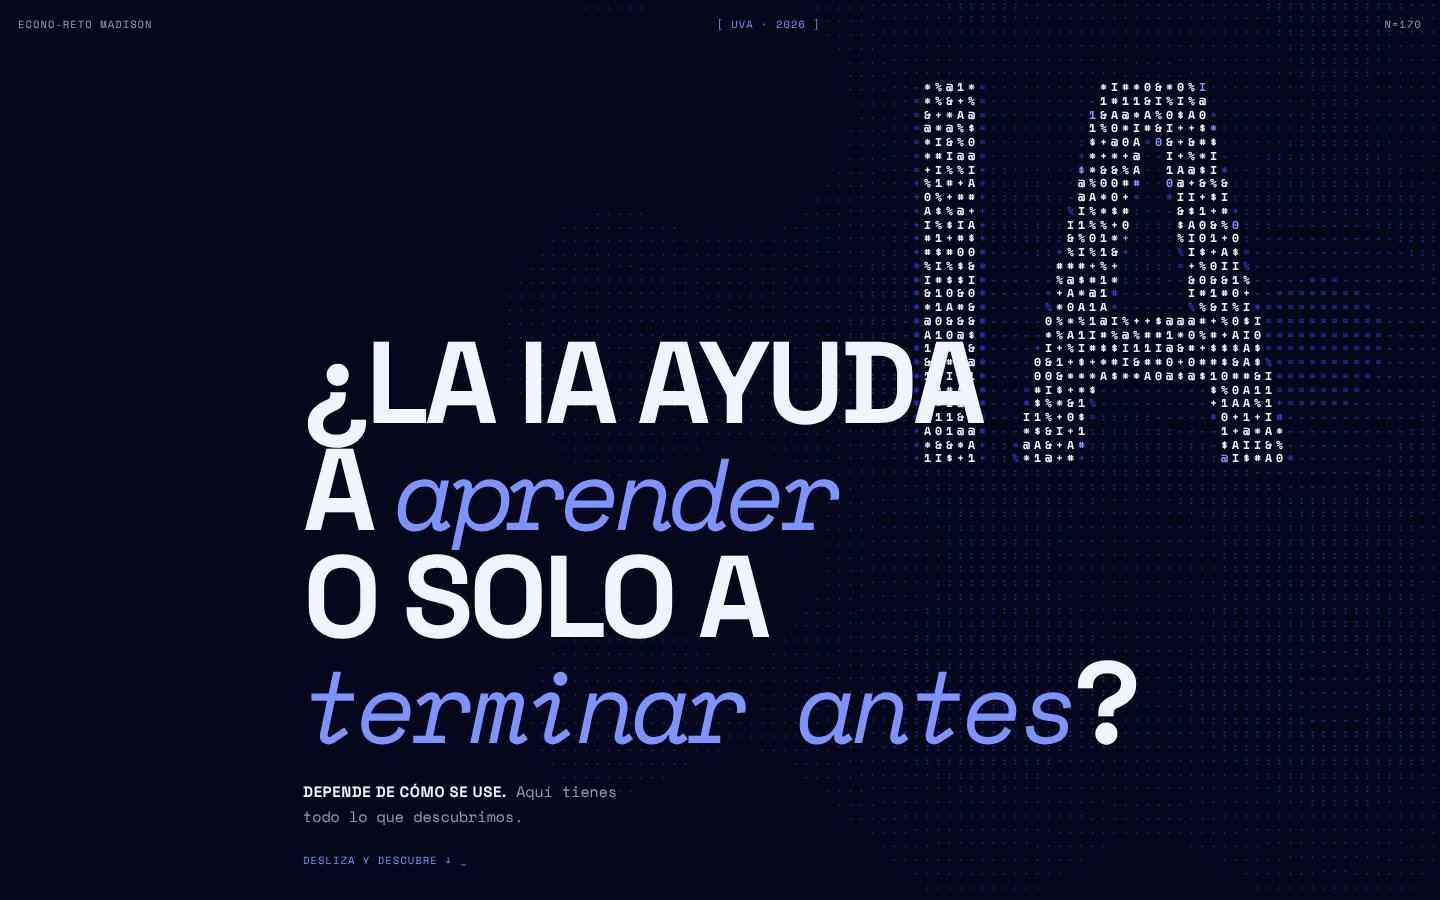 ECONO-RETO MADISON
[ UVA · 2026 ]
N=170
¿LA IA AYUDA
A aprender
O SOLO A
terminar antes?
DEPENDE DE CÓMO SE USE. Aquí tienes
todo lo que descubrimos.
DESLIZA Y DESCUBRE ↓ _
IA